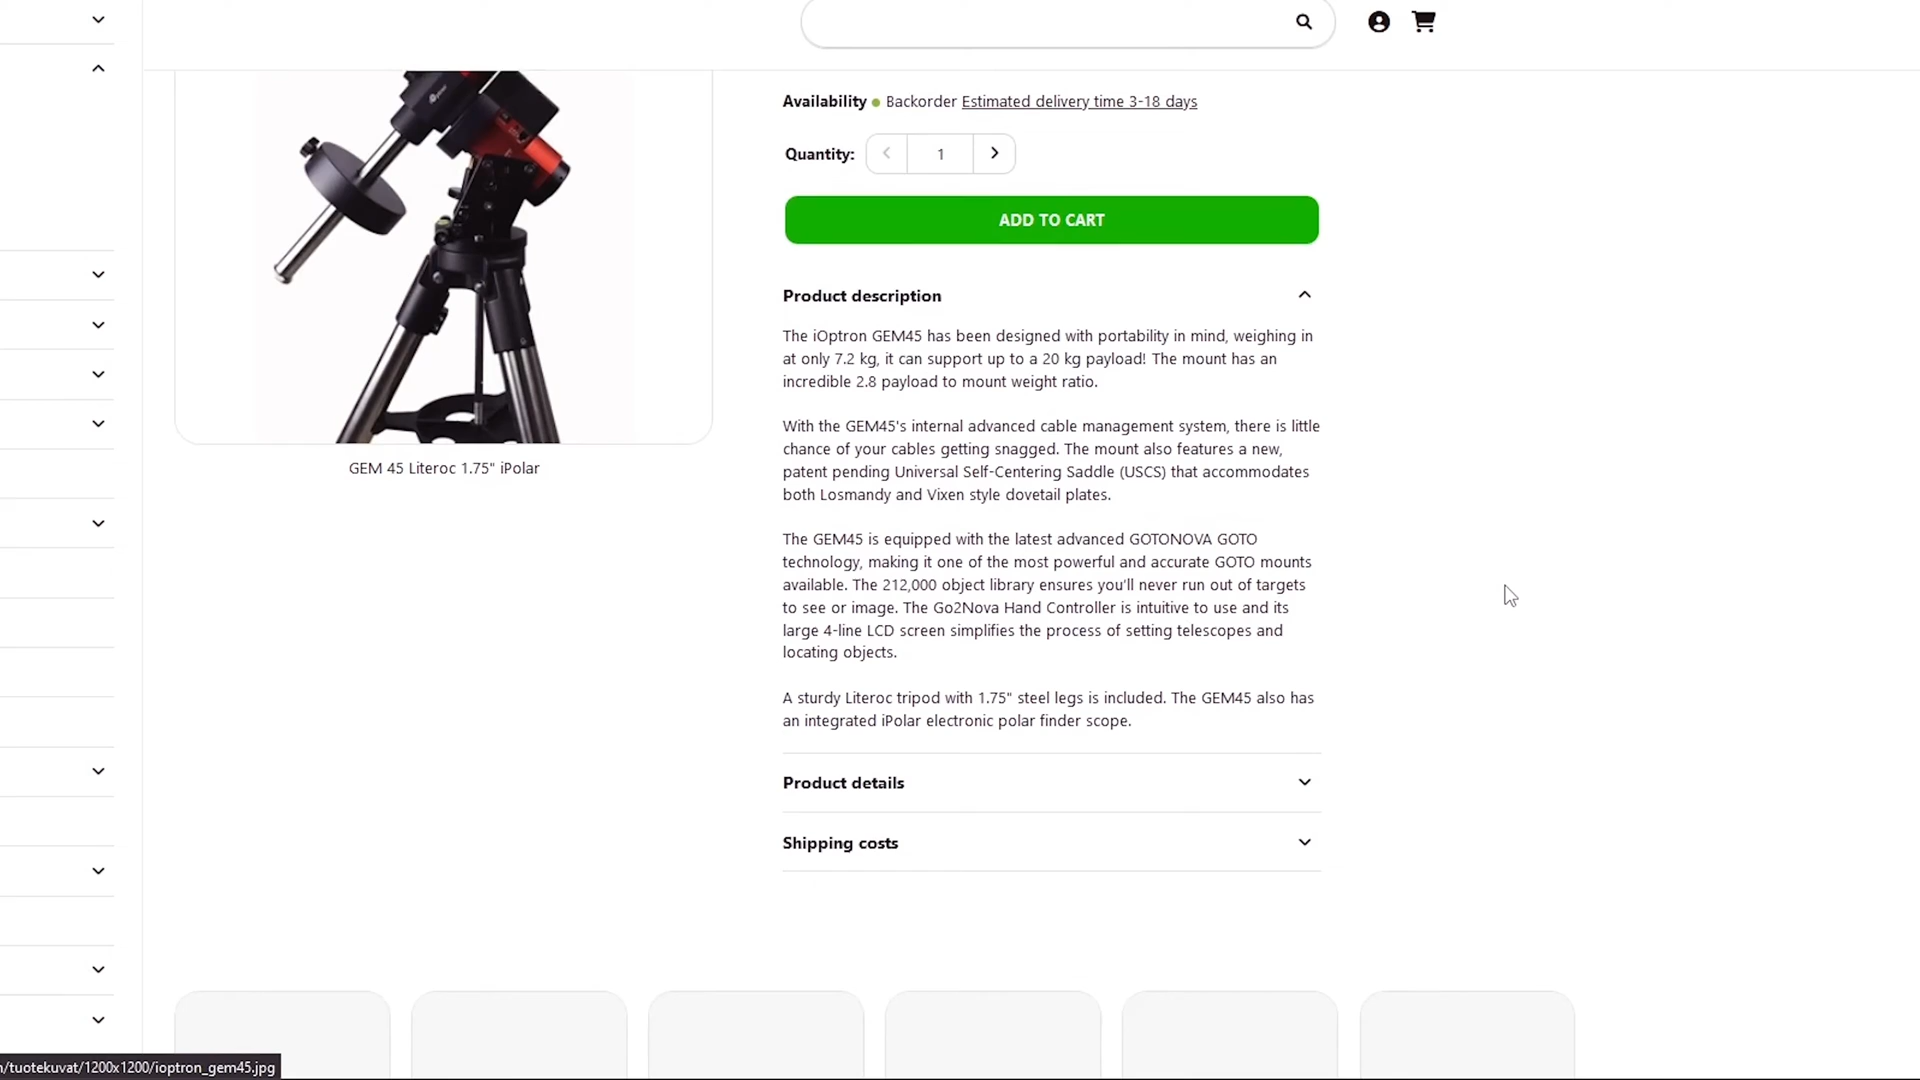 Availability Backorder Estimated delivery time 3-18 days
Quantity: 1
ADD TO CART
GEM 45 Literoc 1.75" iPolar
Product description
The iOptron GEM45 has been designed with portability in mind, weighing in
at only 7.2 kg, it can support up to a 20 kg payload! The mount has an
incredible 2.8 payload to mount weight ratio.
With the GEM45's internal advanced cable management system, there is little
chance of your cables getting snagged. The mount also features a new,
patent pending Universal Self-Centering Saddle (USCS) that accommodates
both Losmandy and Vixen style dovetail plates.
The GEM45 is equipped with the latest advanced GOTONOVA GOTO
technology, making it one of the most powerful and accurate GOTO mounts
available. The 212,000 object library ensures you'll never run out of targets
to see or image. The Go2Nova Hand Controller is intuitive to use and its
large 4-line LCD screen simplifies the process of setting telescopes and
locating objects.
A sturdy Literoc tripod with 1.75" steel legs is included. The GEM45 also has
an integrated iPolar electronic polar finder scope.
Product details
Shipping costs
/tuotekuvat/1200x1200/ioptron_gem45.jpg